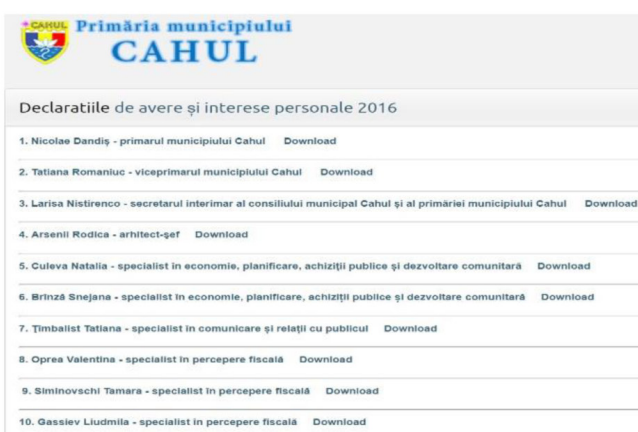 CAHUL
Primăria municipiului
CAHUL
Declaratiile de avere și interese personale 2016
1. Nicolae Dandiș - primarul municipiului Cahul Download
2. Tatiana Romaniuc - viceprimarul municipiului Cahul Download
3. Larisa Nistirenco - secretarul interimar al consiliului municipal Cahul și al primăriei municipiului Cahul Download
4. Arsenii Rodica - arhitect-șef Download
5. Culeva Natalia - specialist în economie, planificare, achiziții publice și dezvoltare comunitară Download
6. Brînză Snejana - specialist în economie, planificare, achiziții publice și dezvoltare comunitară Download
7. Țimbalist Tatiana - specialist în comunicare și relații cu publicul Download
8. Oprea Valentina - specialist în percepere fiscală Download
9. Siminovschi Tamara - specialist în percepere fiscală Download
10. Gassiev Liudmila - specialist în percepere fiscală Download